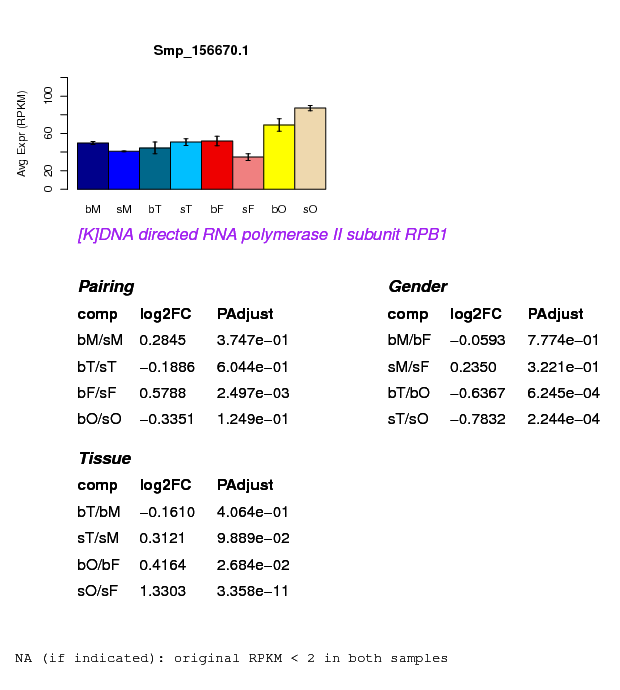 Smp_156670.1
Avg Expr (RPKM)
0 20 60 100
bM sM bT sT bF sF bO sO
[K]DNA directed RNA polymerase II subunit RPB1
Pairing
comp log2FC PAdjust
bM/sM 0.2845 3.747e−01
bT/sT −0.1886 6.044e−01
bF/sF 0.5788 2.497e−03
bO/sO −0.3351 1.249e−01
Gender
comp log2FC PAdjust
bM/bF −0.0593 7.774e−01
sM/sF 0.2350 3.221e−01
bT/bO −0.6367 6.245e−04
sT/sO −0.7832 2.244e−04
Tissue
comp log2FC PAdjust
bT/bM −0.1610 4.064e−01
sT/sM 0.3121 9.889e−02
bO/bF 0.4164 2.684e−02
sO/sF 1.3303 3.358e−11
NA (if indicated): original RPKM < 2 in both samples